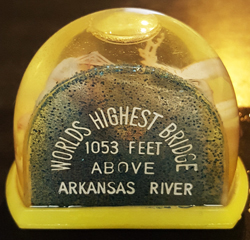 WORLDS HIGHEST BRIDGE
1053 FEET
ABOVE
ARKANSAS RIVER